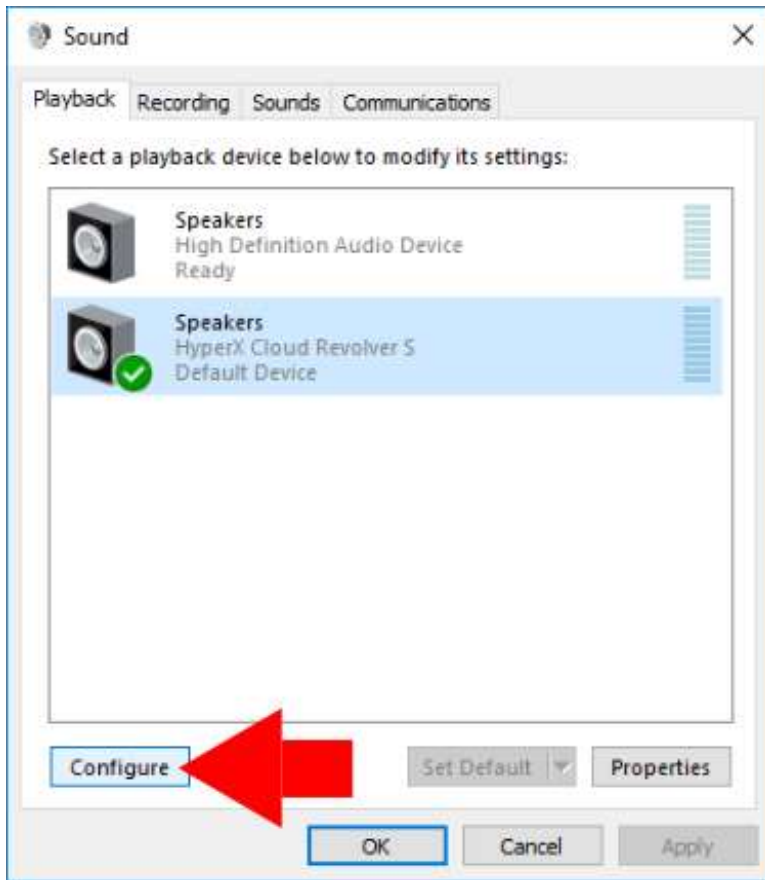 Sound
Playback Recording Sounds Communications
Select a playback device below to modify its settings:
Speakers
High Definition Audio Device
Ready
Speakers
HyperX Cloud Revolver S
Default Device
Configure Set Default Properties
OK Cancel Apply